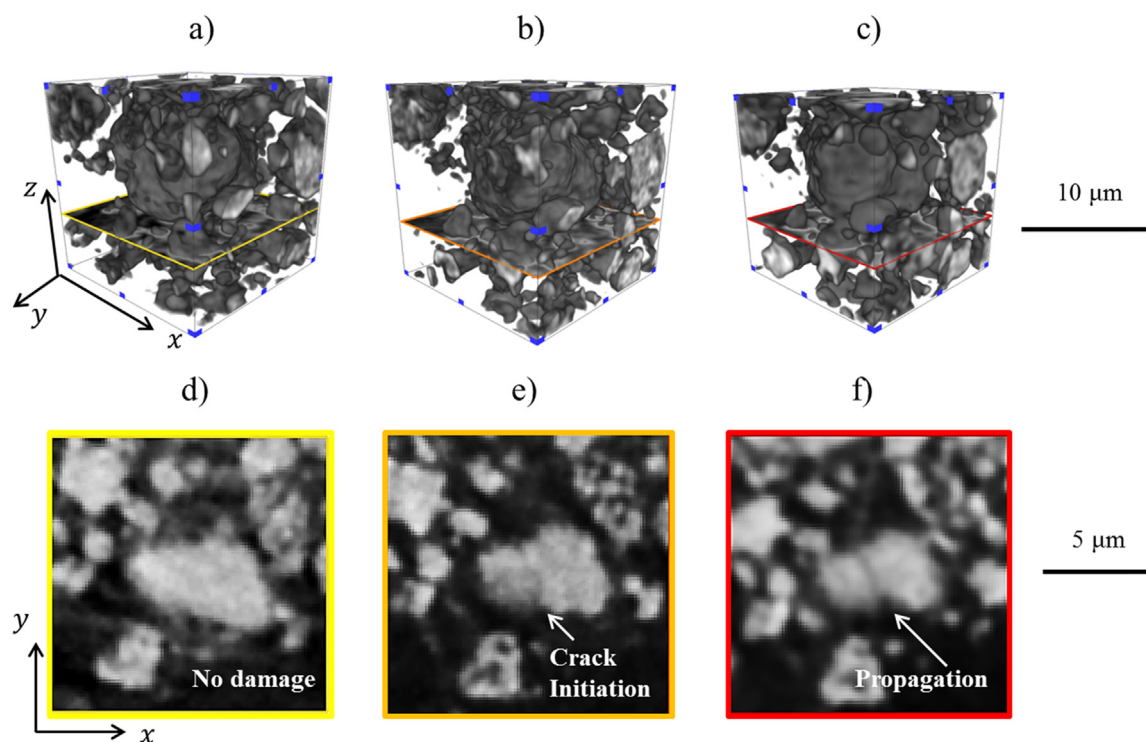 a)
b)
c)
z
y
x
10 μm
d)
e)
f)
y
x
No damage
Crack
Initiation
Propagation
5 μm